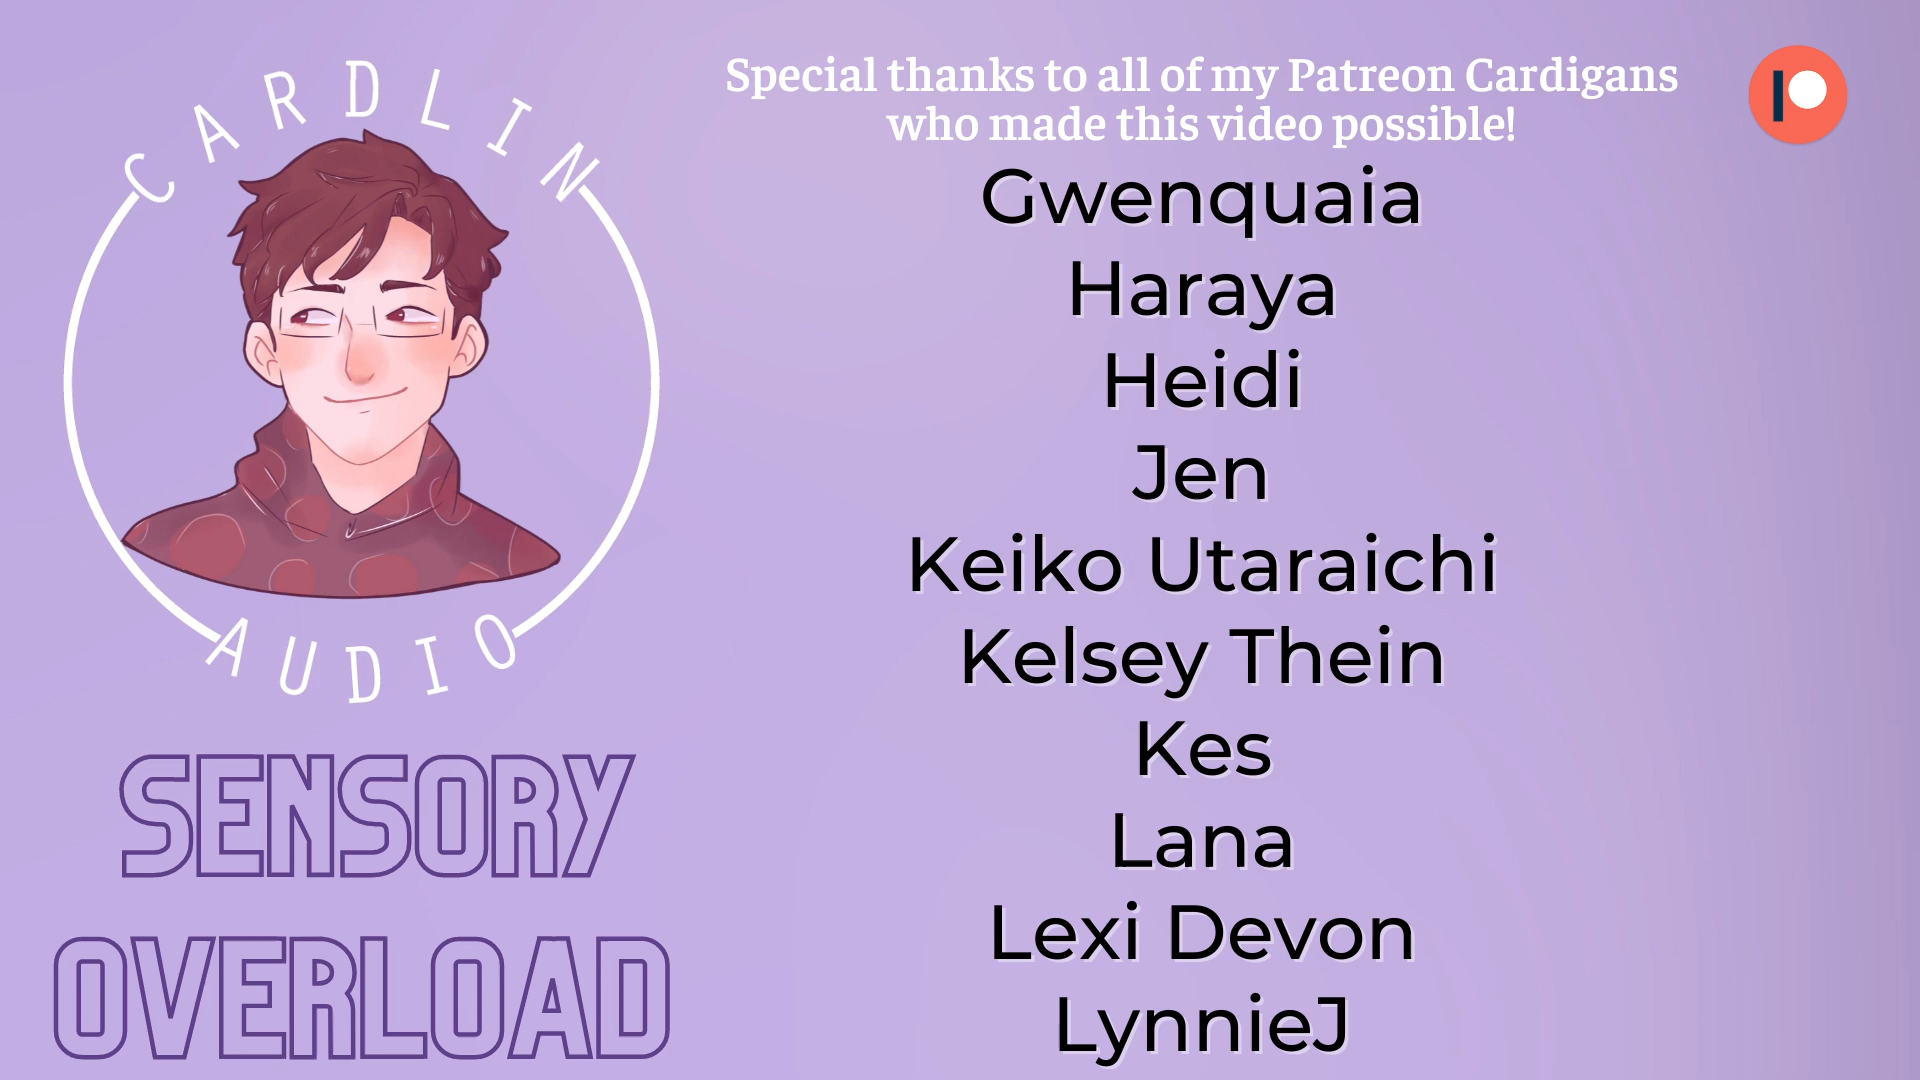 CARDLIN
AUDIO
SENSORY
OVERLOAD
Special thanks to all of my Patreon Cardigans
who made this video possible!
Gwenquaia
Haraya
Heidi
Jen
Keiko Utaraichi
Kelsey Thein
Kes
Lana
Lexi Devon
LynnieJ